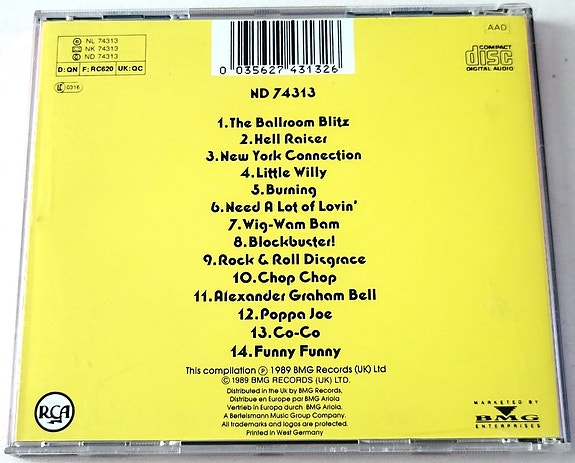 NL 74313
NK 74313
ND 74313
D: QN F: RC620 UK: QC
LC 0316
0 035627 431326
AAD
COMPACT
disc
DIGITAL AUDIO
ND 74313
1. The Ballroom Blitz
2. Hell Raiser
3. New York Connection
4. Little Willy
5. Burning
6. Need A Lot of Lovin'
7. Wig-Wam Bam
8. Blockbuster!
9. Rock & Roll Disgrace
10. Chop Chop
11. Alexander Graham Bell
12. Poppa Joe
13. Co-Co
14. Funny Funny
This compilation ℗ 1989 BMG Records (UK) Ltd
© 1989 BMG RECORDS (UK) LTD.
Distributed in the Uk by BMG Records,
Distribue en Europe par BMG Ariola
Vertrieb in Europa durch BMG Ariola.
A Bertelsmann Music Group Company.
All trademarks and logos are protected.
Printed in West Germany
RCA
MARKETED BY
BMG
ENTERPRISES